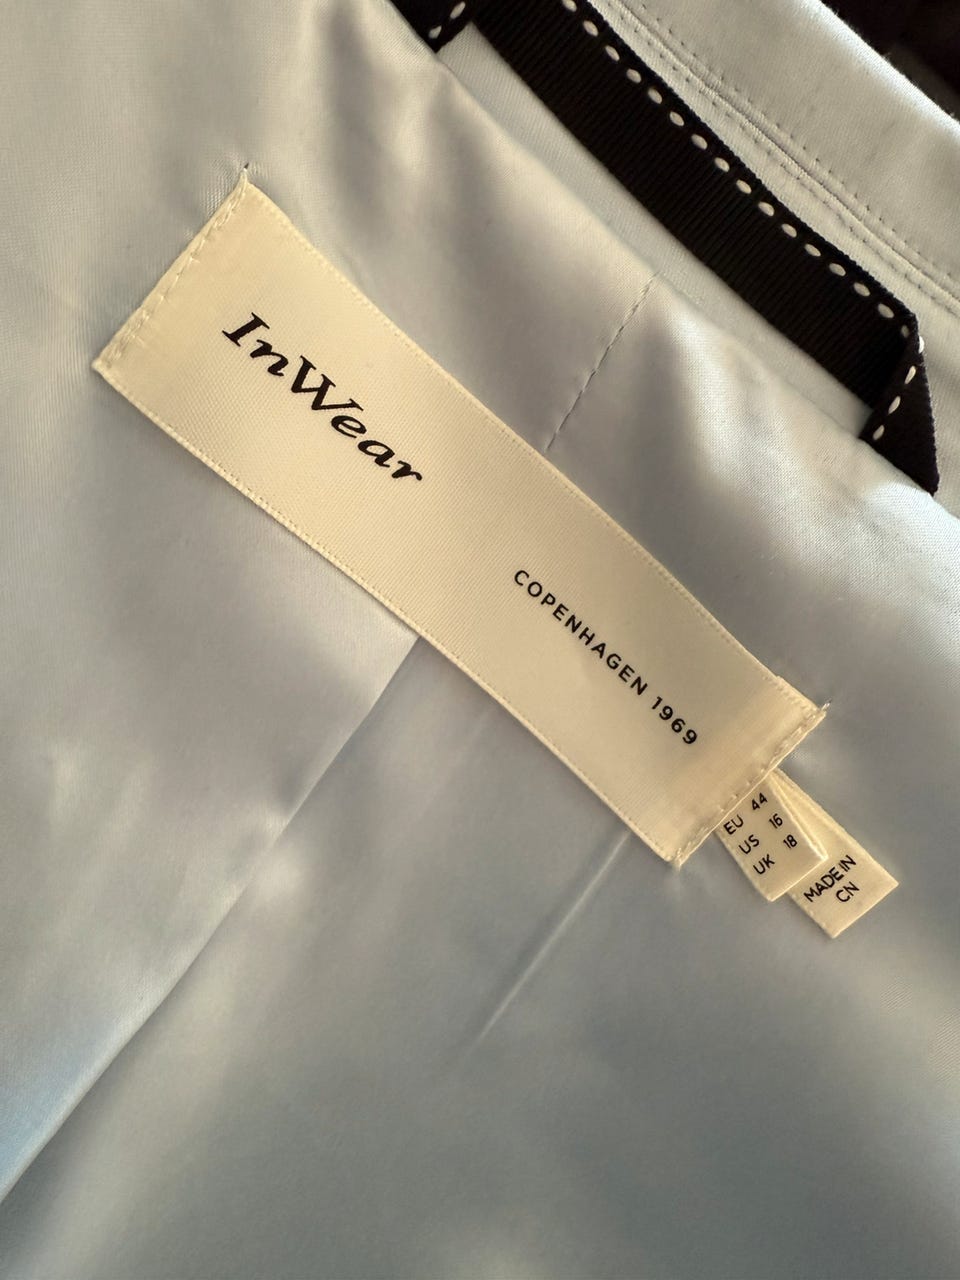 InWear
COPENHAGEN 1969
EU 44
US 16
UK 18
MADE IN
CN